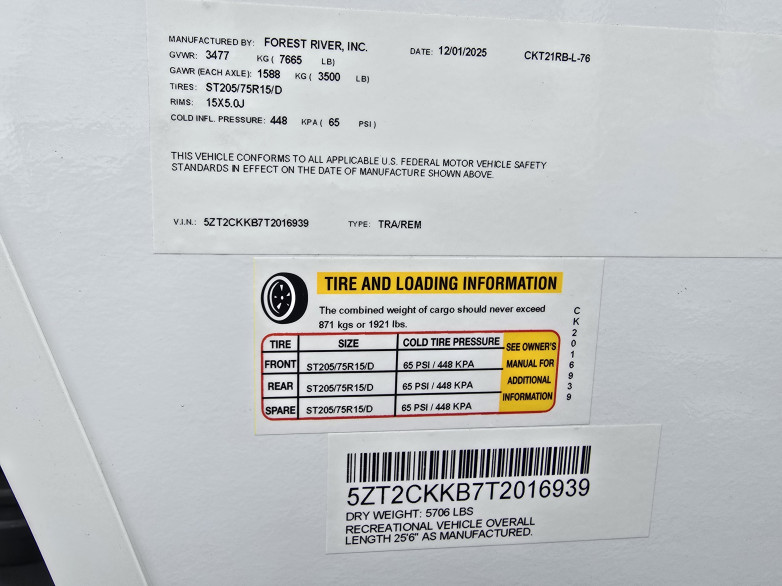 MANUFACTURED BY: FOREST RIVER, INC. DATE: 12/01/2025 CKT21RB-L-76
GVWR: 3477 KG ( 7665 LB)
GAWR (EACH AXLE): 1588 KG ( 3500 LB)
TIRES: ST205/75R15/D
RIMS: 15X5.0J
COLD INFL. PRESSURE: 448 KPA ( 65 PSI )
THIS VEHICLE CONFORMS TO ALL APPLICABLE U.S. FEDERAL MOTOR VEHICLE SAFETY
STANDARDS IN EFFECT ON THE DATE OF MANUFACTURE SHOWN ABOVE.
V.I.N.: 5ZT2CKKB7T2016939 TYPE: TRA/REM
TIRE AND LOADING INFORMATION
The combined weight of cargo should never exceed
871 kgs or 1921 lbs.
TIRE SIZE COLD TIRE PRESSURE
FRONT ST205/75R15/D 65 PSI / 448 KPA
REAR ST205/75R15/D 65 PSI / 448 KPA
SPARE ST205/75R15/D 65 PSI / 448 KPA
SEE OWNER'S
MANUAL FOR
ADDITIONAL
INFORMATION
CK2016939
5ZT2CKKB7T2016939
DRY WEIGHT: 5706 LBS
RECREATIONAL VEHICLE OVERALL
LENGTH 25'6" AS MANUFACTURED.